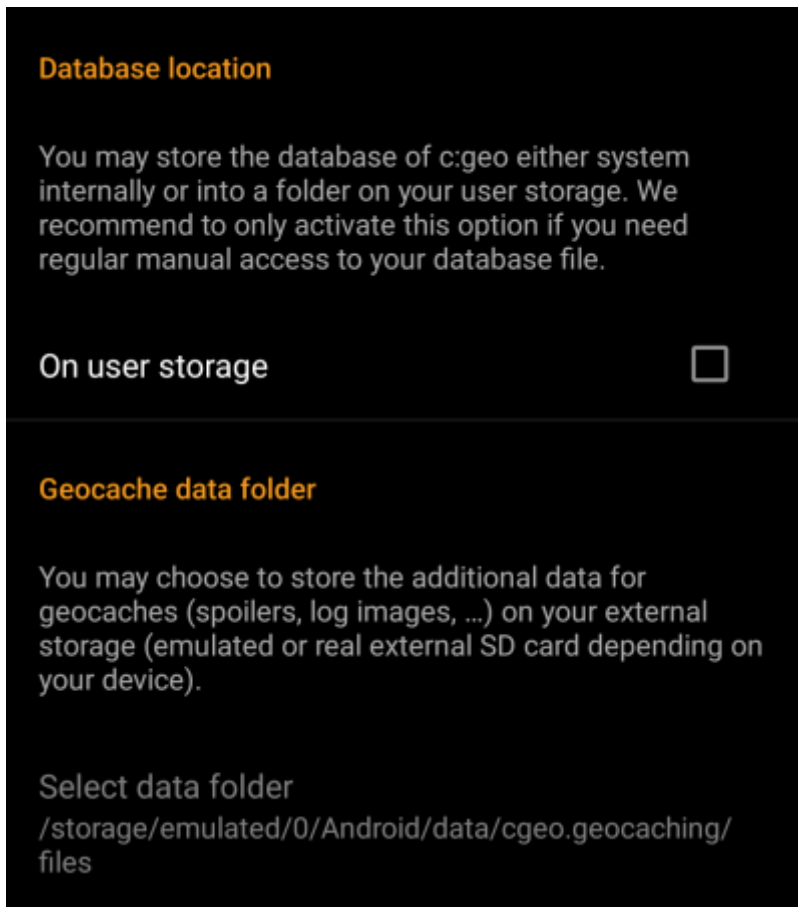 Database location
You may store the database of c:geo either system
internally or into a folder on your user storage. We
recommend to only activate this option if you need
regular manual access to your database file.
On user storage
Geocache data folder
You may choose to store the additional data for
geocaches (spoilers, log images, …) on your external
storage (emulated or real external SD card depending on
your device).
Select data folder
/storage/emulated/0/Android/data/cgeo.geocaching/
files